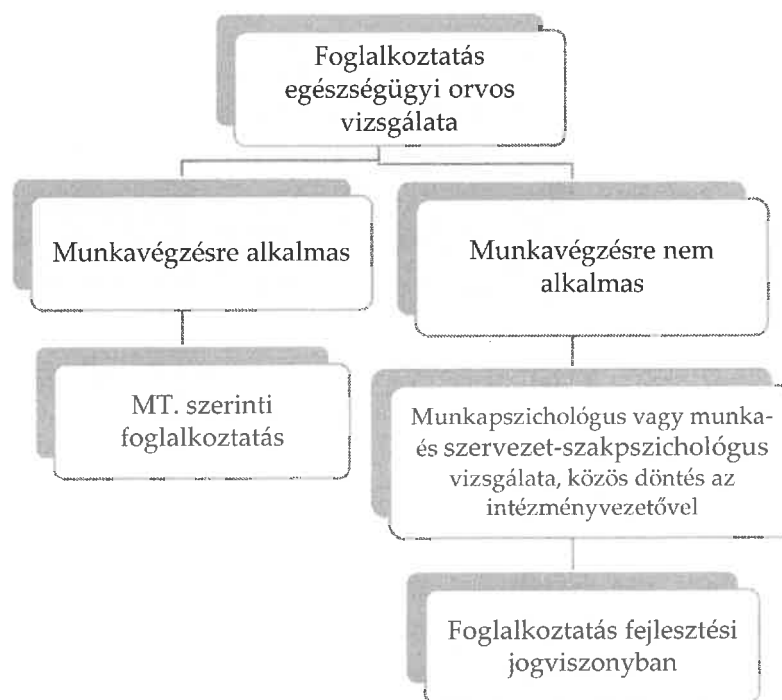 Foglalkoztatás
egészségügyi orvos
vizsgálata
Munkavégzésre alkalmas
Munkavégzésre nem
alkalmas
MT. szerinti
foglalkoztatás
Munkapszichológus vagy munka-
és szervezet-szakpszichológus
vizsgálata, közös döntés az
intézményvezetővel
Foglalkoztatás fejlesztési
jogviszonyban